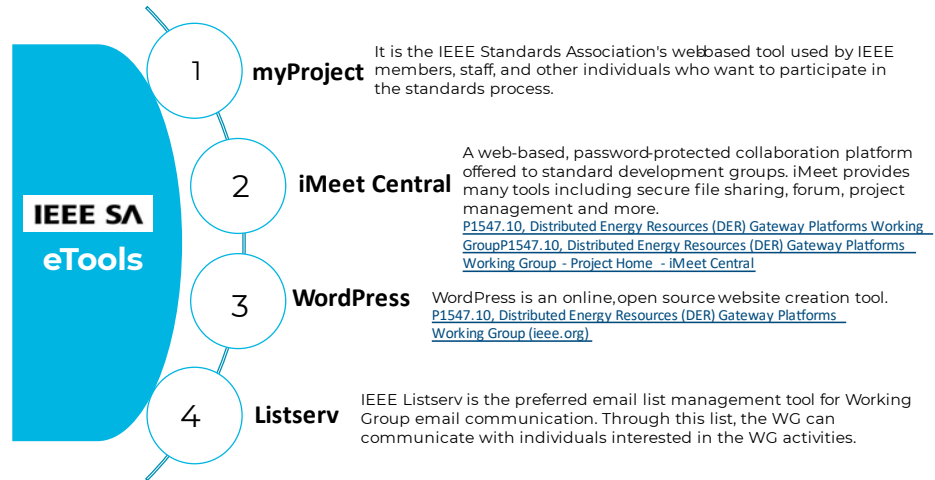 IEEE SA
eTools
1
myProject
It is the IEEE Standards Association's webbased tool used by IEEE
members, staff, and other individuals who want to participate in
the standards process.
2
iMeet Central
A web-based, password-protected collaboration platform
offered to standard development groups. iMeet provides
many tools including secure file sharing, forum, project
management and more.
P1547.10, Distributed Energy Resources (DER) Gateway Platforms Working
GroupP1547.10, Distributed Energy Resources (DER) Gateway Platforms
Working Group - Project Home - iMeet Central
3
WordPress
WordPress is an online, open source website creation tool.
P1547.10, Distributed Energy Resources (DER) Gateway Platforms
Working Group (ieee.org)
4
Listserv
IEEE Listserv is the preferred email list management tool for Working
Group email communication. Through this list, the WG can
communicate with individuals interested in the WG activities.